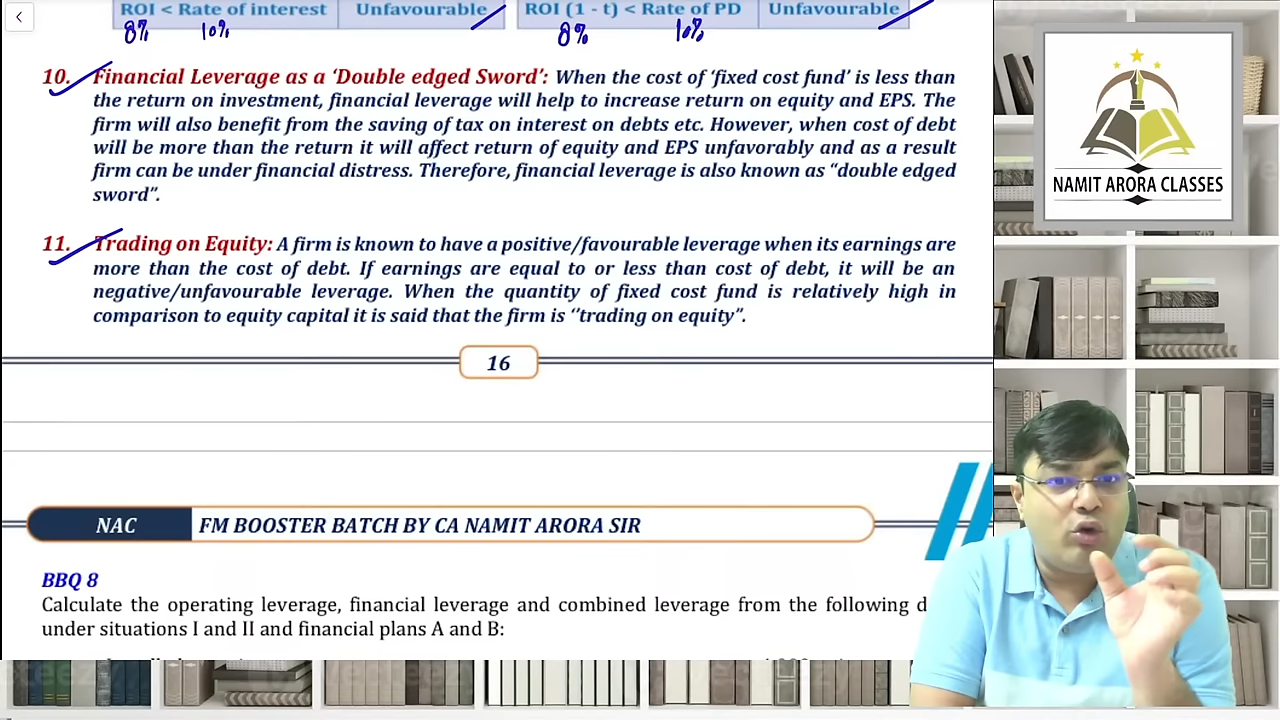 ROI < Rate of interest Unfavourable ROI (1 - t) < Rate of PD Unfavourable
8% 10% 8% 10%
10. Financial Leverage as a ‘Double edged Sword’: When the cost of ‘fixed cost fund’ is less than
the return on investment, financial leverage will help to increase return on equity and EPS. The
firm will also benefit from the saving of tax on interest on debts etc. However, when cost of debt
will be more than the return it will affect return of equity and EPS unfavorably and as a result
firm can be under financial distress. Therefore, financial leverage is also known as “double edged
sword”.
11. Trading on Equity: A firm is known to have a positive/favourable leverage when its earnings are
more than the cost of debt. If earnings are equal to or less than cost of debt, it will be an
negative/unfavourable leverage. When the quantity of fixed cost fund is relatively high in
comparison to equity capital it is said that the firm is ‘’trading on equity”.
16
NAC FM BOOSTER BATCH BY CA NAMIT ARORA SIR
BBQ 8
Calculate the operating leverage, financial leverage and combined leverage from the following d
under situations I and II and financial plans A and B:
NAMIT ARORA CLASSES